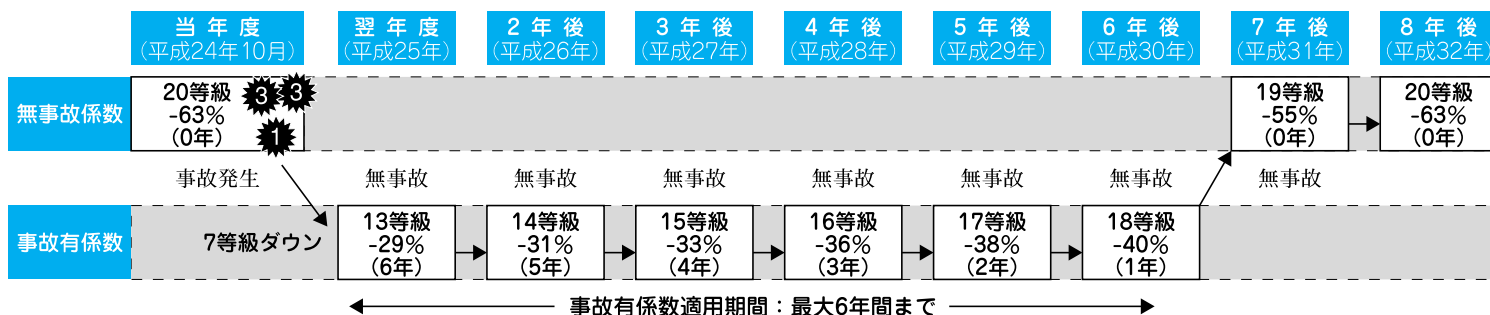 当年度
(平成24年10月)
翌年度
(平成25年)
2年後
(平成26年)
3年後
(平成27年)
4年後
(平成28年)
5年後
(平成29年)
6年後
(平成30年)
7年後
(平成31年)
8年後
(平成32年)
無事故係数
20等級
-63%
(0年)
3
3
1
19等級
-55%
(0年)
20等級
-63%
(0年)
事故発生
無事故
無事故
無事故
無事故
無事故
無事故
無事故
事故有係数
7等級ダウン
13等級
-29%
(6年)
14等級
-31%
(5年)
15等級
-33%
(4年)
16等級
-36%
(3年)
17等級
-38%
(2年)
18等級
-40%
(1年)
事故有係数適用期間：最大6年間まで